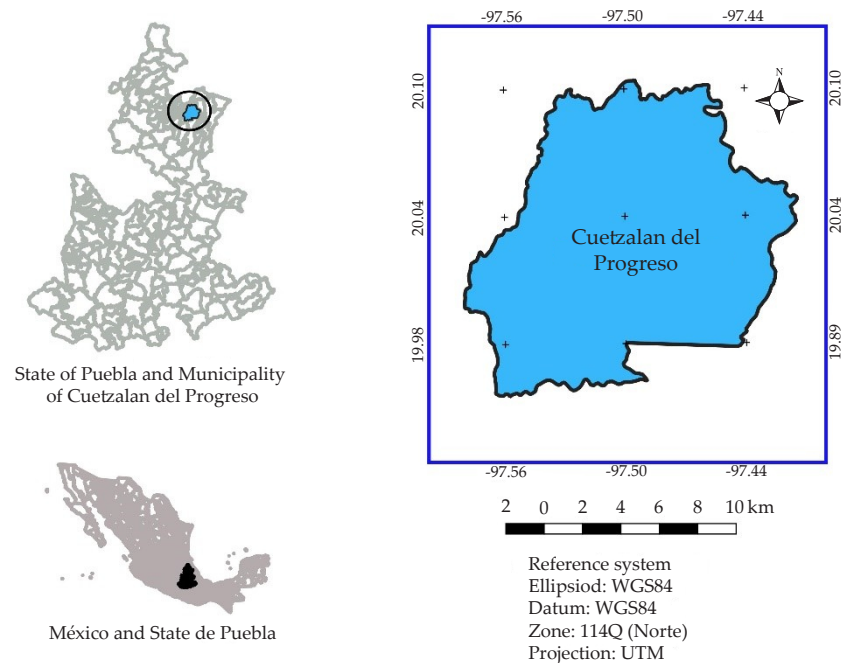 State of Puebla and Municipality
of Cuetzalan del Progreso
México and State de Puebla
-97.56 -97.50 -97.44
20.10 20.10
N
20.04 20.04
Cuetzalan del
Progreso
19.98 19.89
-97.56 -97.50 -97.44
2 0 2 4 6 8 10 km
Reference system
Ellipsiod: WGS84
Datum: WGS84
Zone: 114Q (Norte)
Projection: UTM